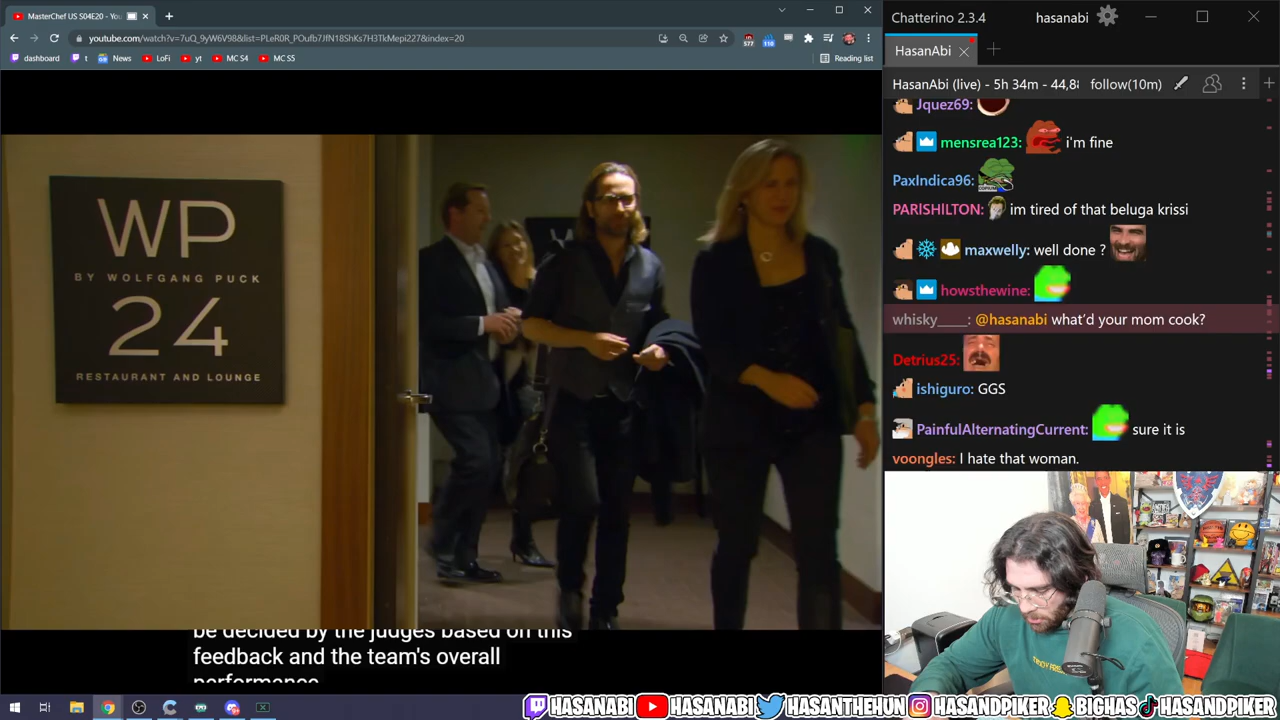 MasterChef US S04E20 - You
youtube.com/watch?v=7uQ_9yW6V98&list=PLeR0R_POufb7JfN18ShKs7H3TkMepi227&index=20
577
110
dashboard
t
News
LoFi
yt
MC S4
MC S5
Reading list
WP
BY WOLFGANG PUCK
24
RESTAURANT AND LOUNGE
be decided by the judges based on this
feedback and the team's overall
performance
Chatterino 2.3.4
hasanabi
HasanAbi
HasanAbi (live) - 5h 34m - 44,8
follow(10m)
Jquez69:
mensrea123: i'm fine
PaxIndica96:
PARISHILTON: im tired of that beluga krissi
maxwelly: well done ?
howsthewine:
whisky____: @hasanabi what'd your mom cook?
Detrius25:
ishiguro: GGS
PainfulAlternatingCurrent: sure it is
voongles: I hate that woman.
HASANABI HASANABI HASANTHEHUN HASANDPIKER BIGHAS HASANDPIKER